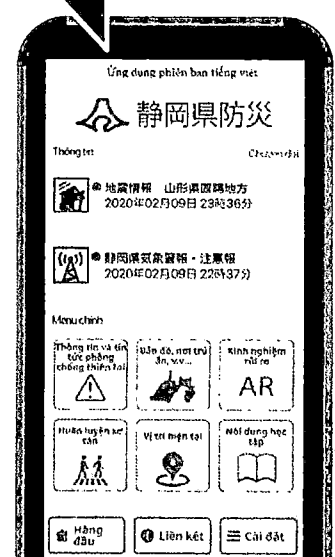 Ứng dụng phiên bản tiếng việt
静岡県防災
Thông tin
Chuyển đổi
地震情報 山形県置賜地方
2020年02月09日 23時36分
静岡県気象警報・注意報
2020年02月09日 22時37分
Menu chính
Thông tin và tin
tức phòng
chống thiên tai
Bản đồ, nơi trú
ẩn, v.v...
Kinh nghiệm
rủi ro
AR
Huấn luyện sơ
tán
Vị trí hiện tại
Nội dung học
tập
Hàng
đầu
Liên kết
Cài đặt